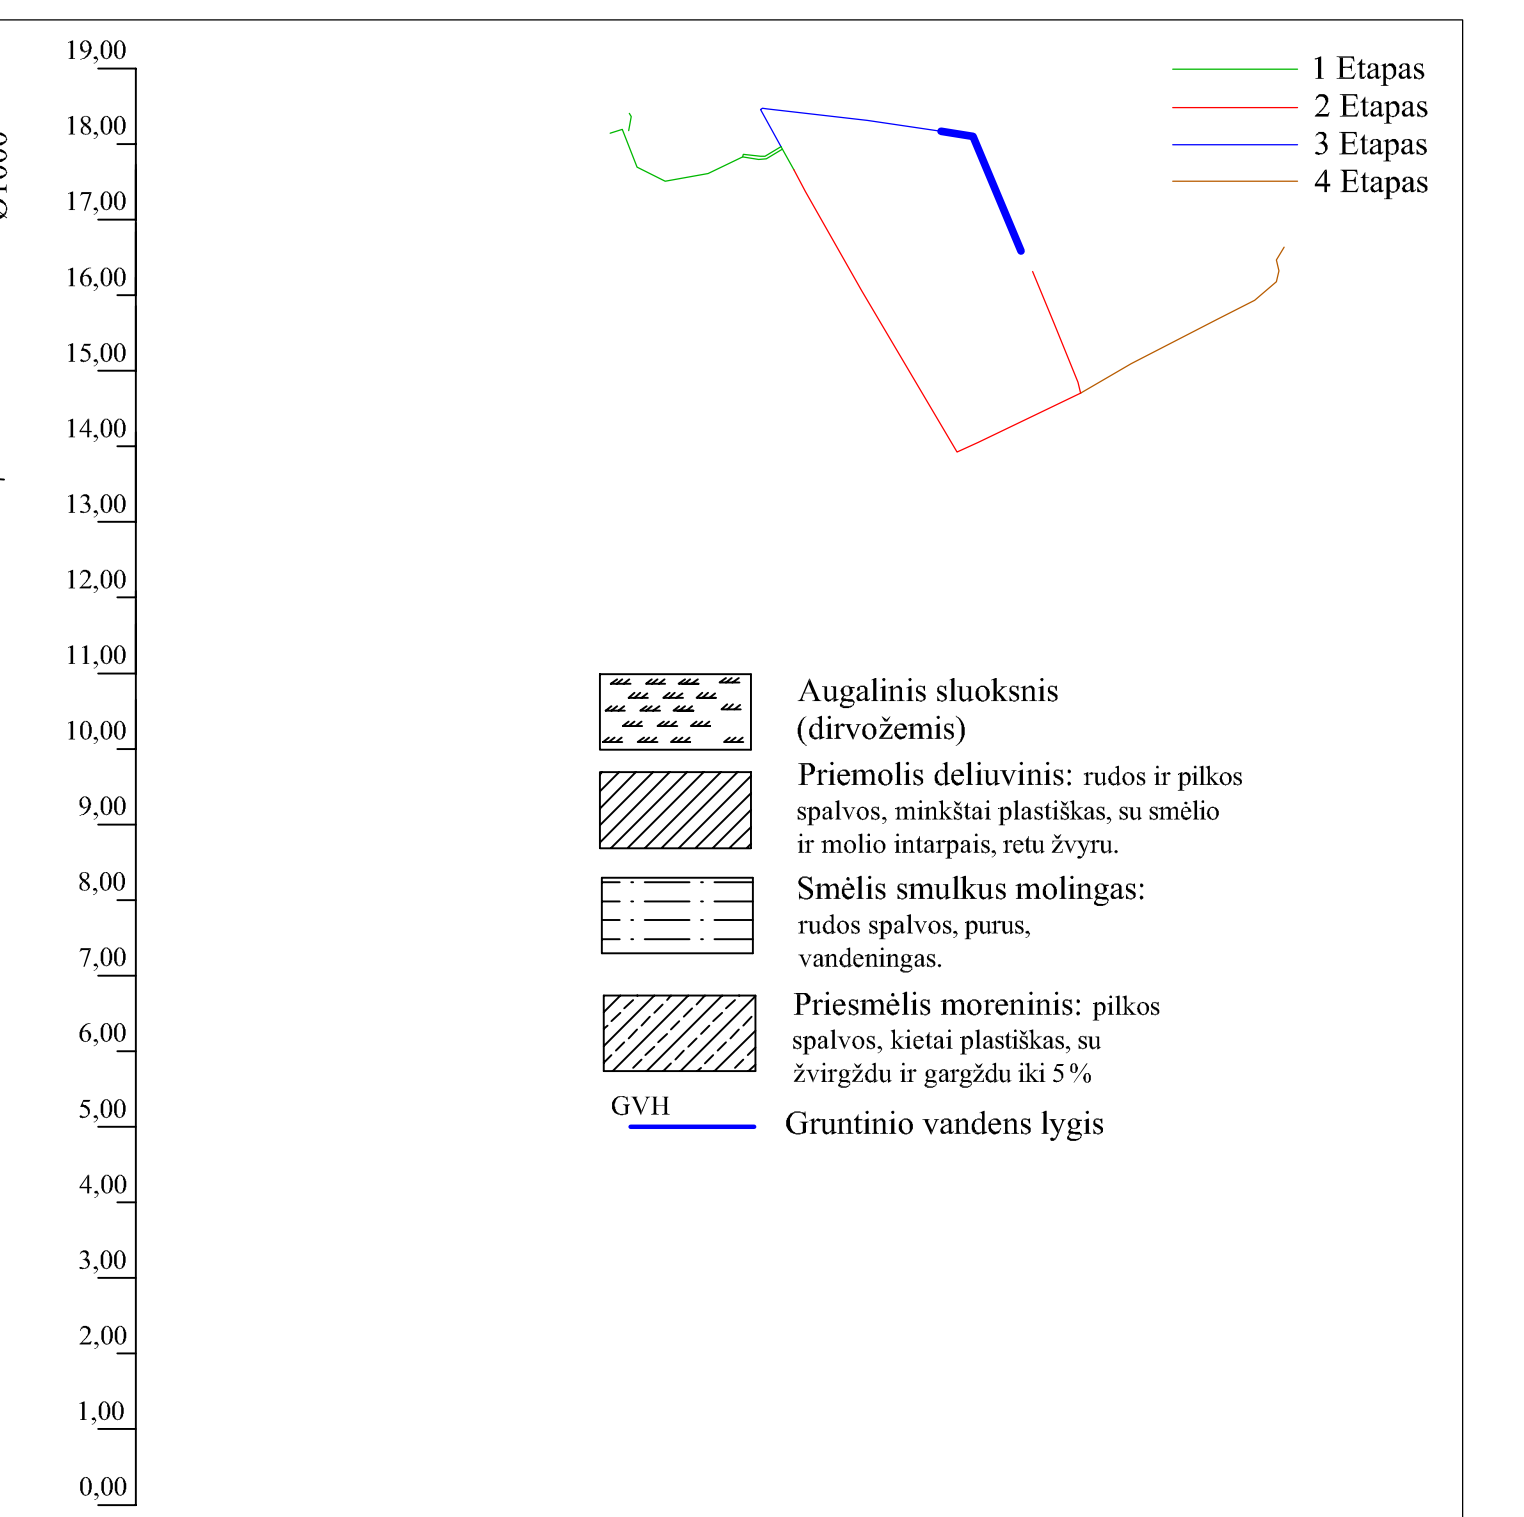 19,00
18,00
17,00
16,00
15,00
14,00
13,00
12,00
11,00
10,00
9,00
8,00
7,00
6,00
5,00
4,00
3,00
2,00
1,00
0,00
1 Etapas
2 Etapas
3 Etapas
4 Etapas
Augalinis sluoksnis
(dirvožemis)
Priemolis deliuvinis: rudos ir pilkos
spalvos, minkštai plastiškas, su smėlio
ir molio intarpais, retu žvyru.
Smėlis smulkus molingas:
rudos spalvos, purus,
vandeningas.
Priesmėlis moreninis: pilkos
spalvos, kietai plastiškas, su
žvirgždu ir gargždu iki 5%
GVH
Gruntinio vandens lygis